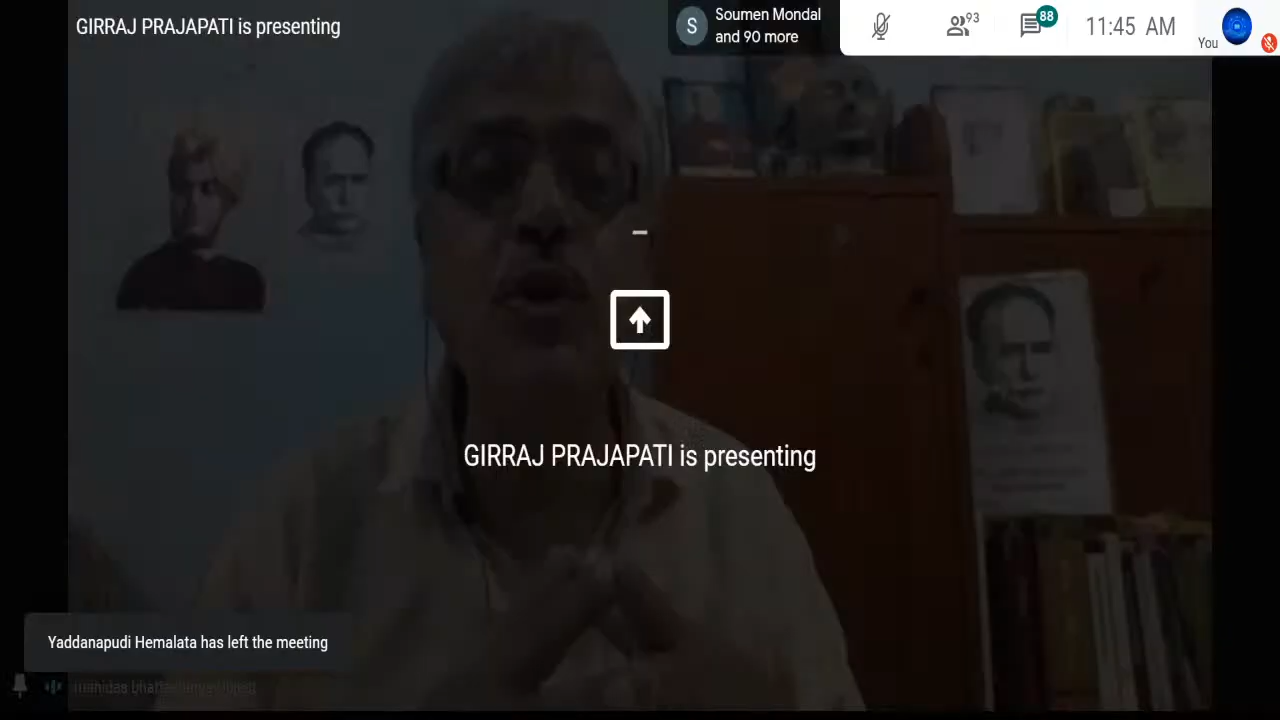 GIRRAJ PRAJAPATI is presenting
Soumen Mondal
and 90 more
S
93
88
11:45 AM
You
GIRRAJ PRAJAPATI is presenting
Yaddanapudi Hemalata has left the meeting